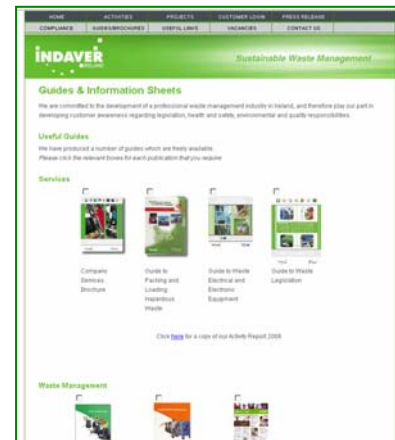 HOME ACTIVITIES PROJECTS CUSTOMER LOGIN PRESS RELEASE
COMPLIANCE GUIDES/BROCHURES USEFUL LINKS VACANCIES CONTACT US
INDAVER
IRELAND
Sustainable Waste Management
Guides & Information Sheets
We are committed to the development of a professional waste management industry in Ireland, and therefore play our part in
developing customer awareness regarding legislation, health and safety, environmental and quality responsibilities.
Useful Guides
We have produced a number of guides which are freely available.
Please click the relevant boxes for each publication that you require
Services
Company Services Brochure
Guide to Packing and Loading Hazardous Waste
Guide to Waste Electrical and Electronic Equipment
Guide to Waste Legislation
Click here for a copy of our Activity Report 2006
Waste Management